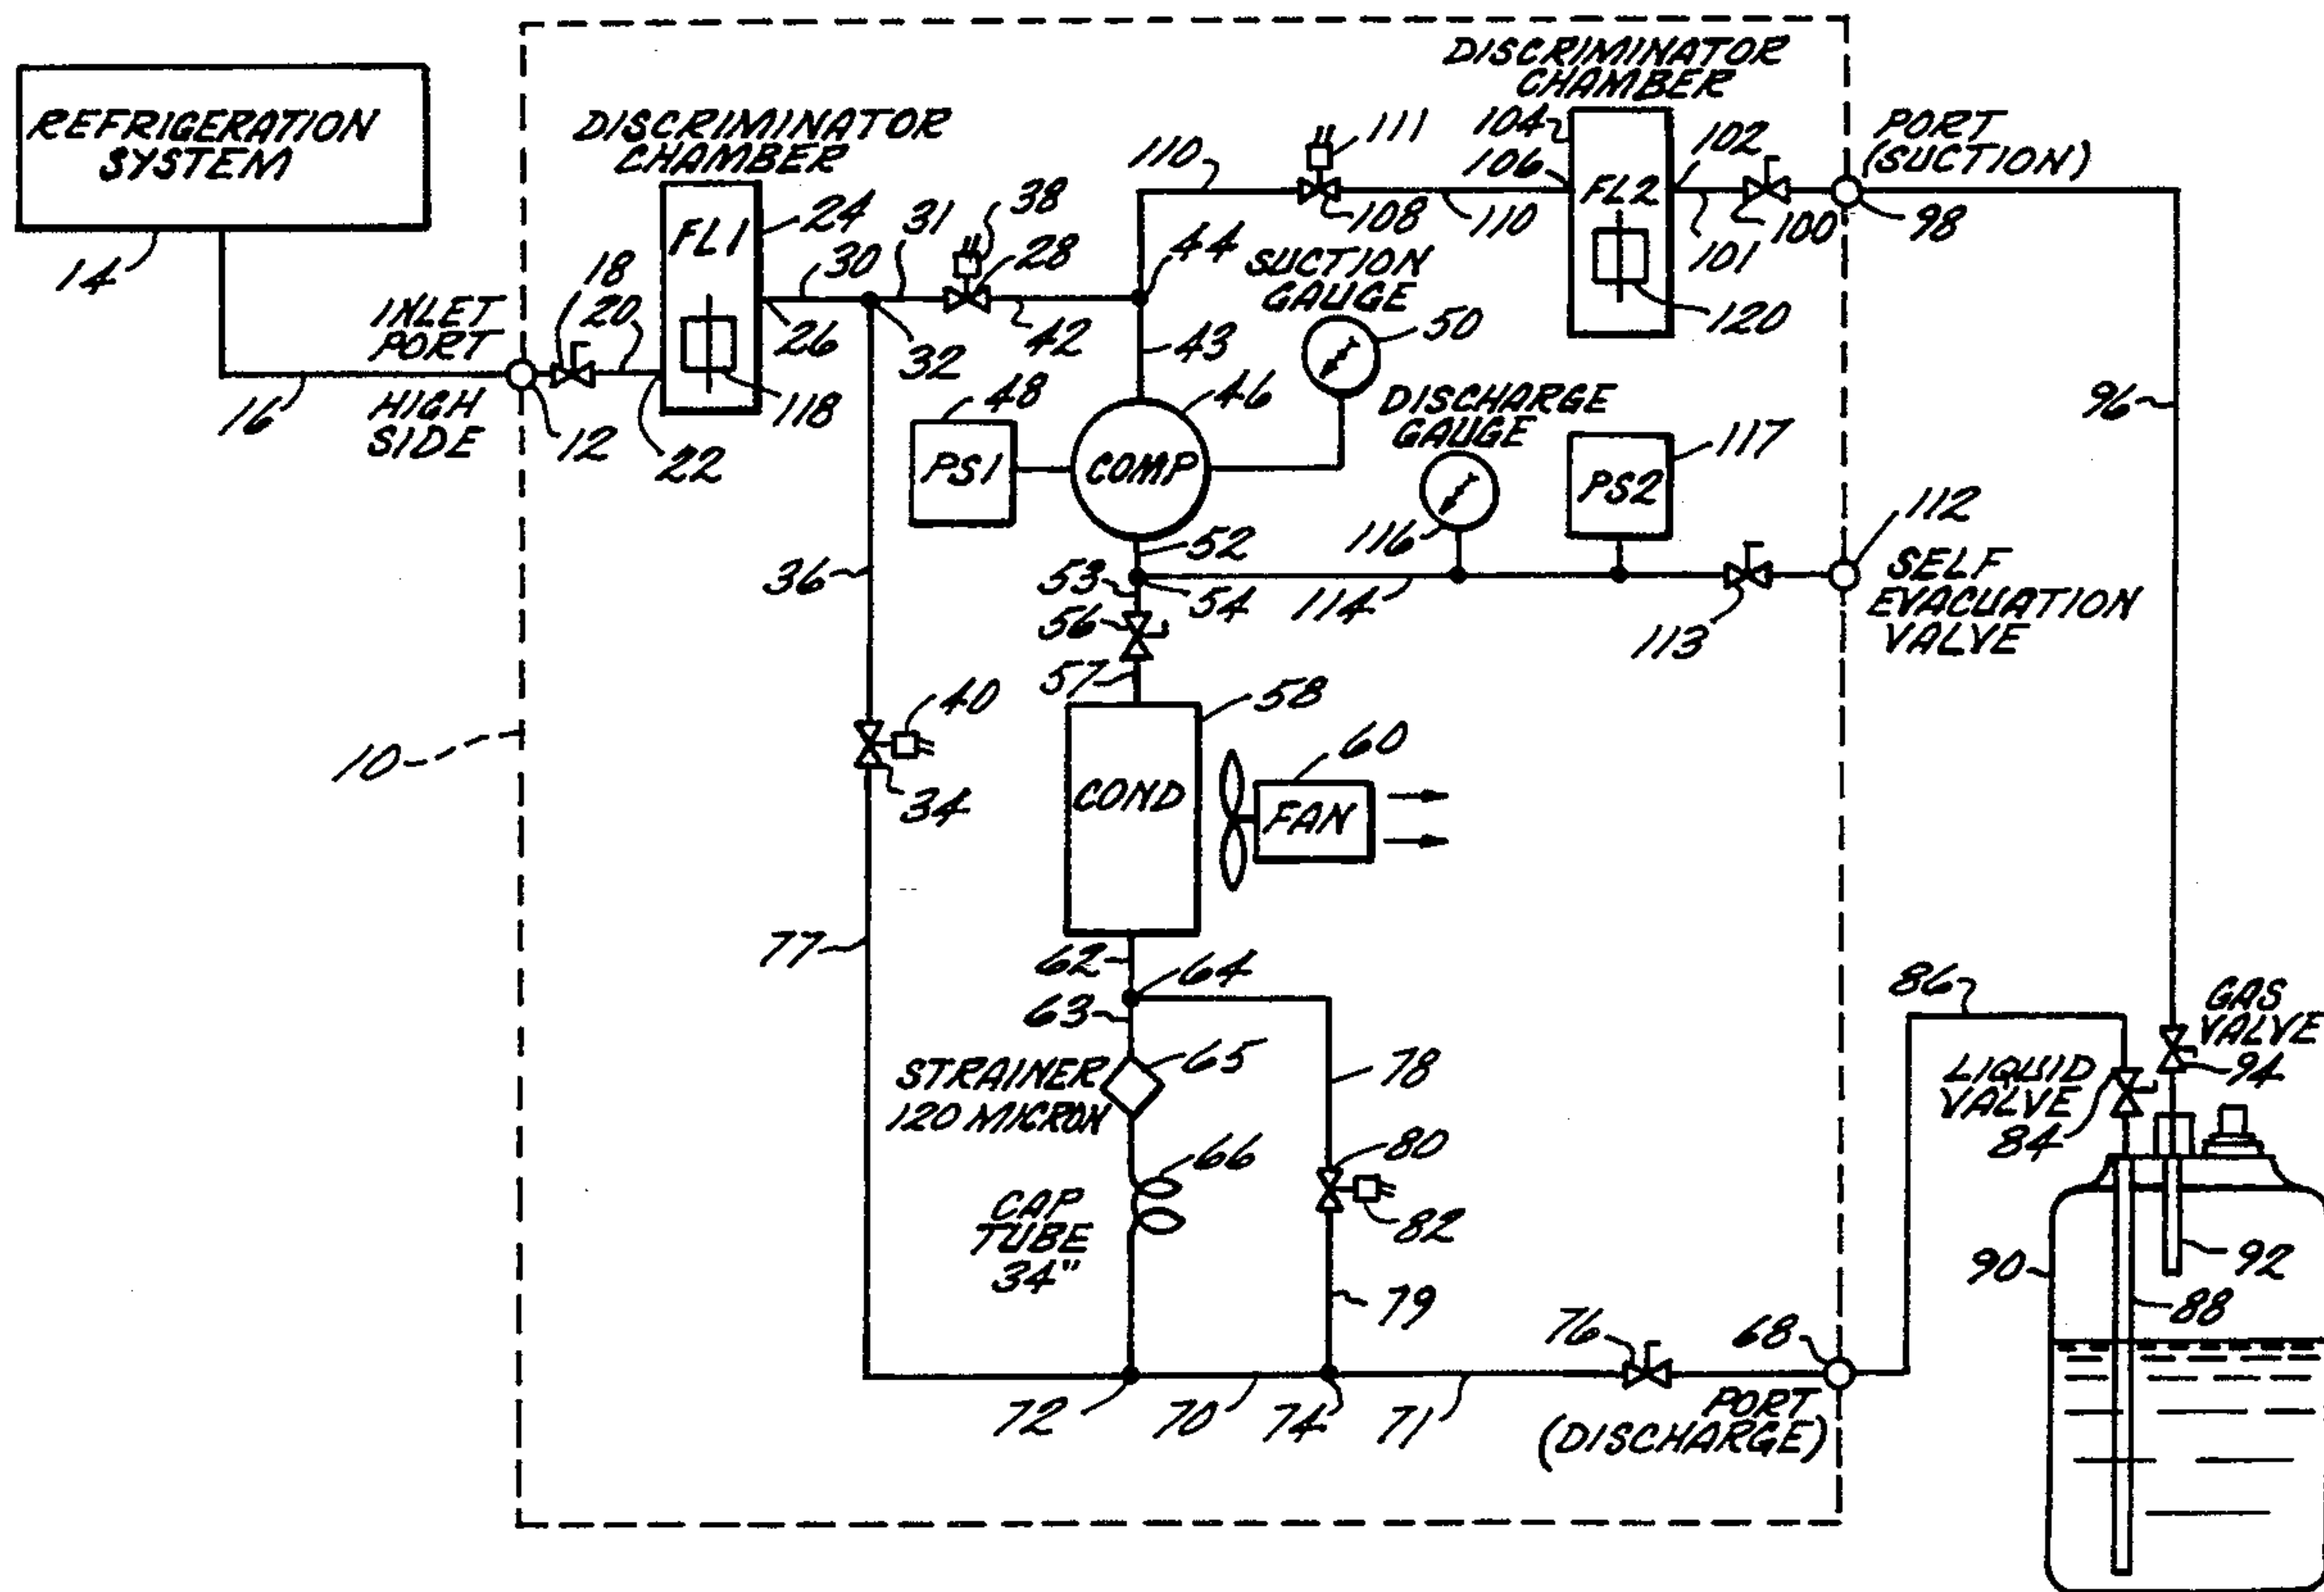 REFRIGERATION
SYSTEM
14
16
INLET
PORT
HIGH
SIDE
12
18
20
22
DISCRIMINATOR
CHAMBER
FL1
24
118
26
30
31
32
38
28
42
44
43
110
111
108
110
DISCRIMINATOR
CHAMBER
104
106
FL2
120
102
101
100
PORT
(SUCTION)
98
96
SUCTION
GAUGE
50
48
PS1
46
COMP
DISCHARGE
GAUGE
116
117
PS2
112
SELF
EVACUATION
VALVE
113
114
52
53
54
56
57
36
40
34
10
77
58
COND
60
FAN
62
64
63
STRAINER
120 MICRON
65
66
CAP
TUBE
34"
78
80
82
79
72
70
74
71
76
68
PORT
(DISCHARGE)
86
GAS
VALVE
94
LIQUID
VALVE
84
90
92
88